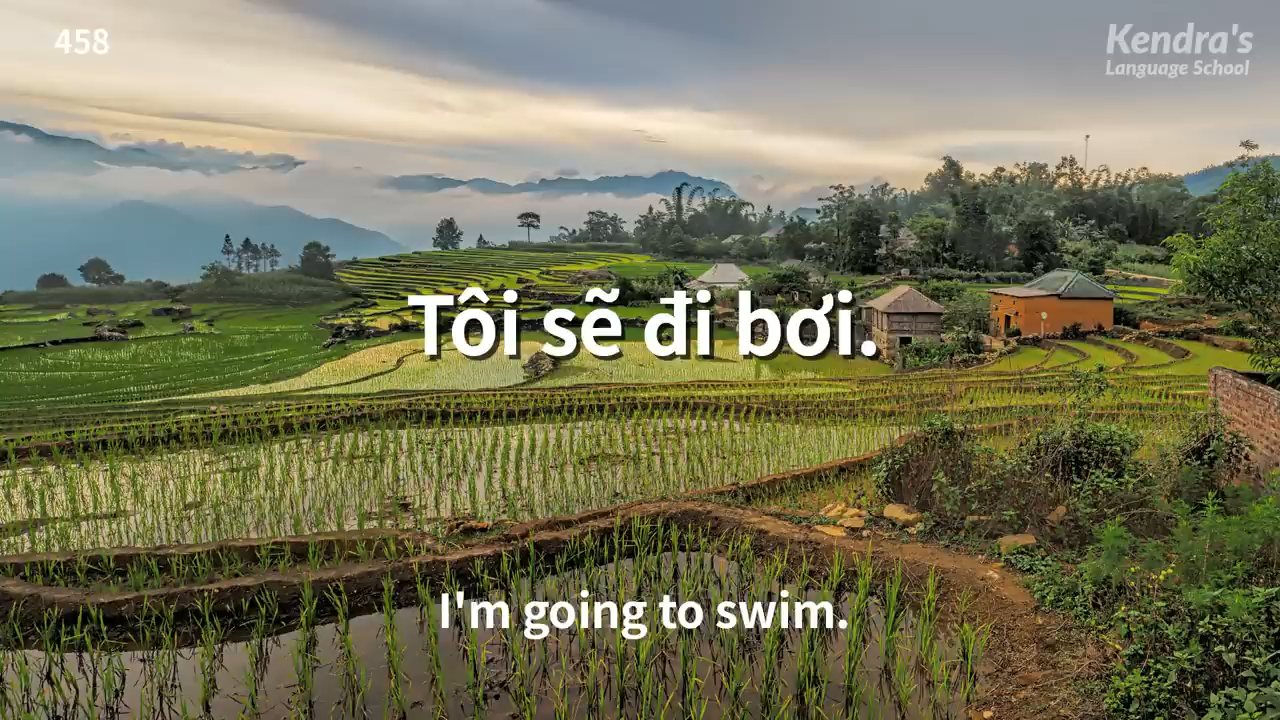 458
Kendra's
Language School
Tôi sẽ đi bơi.
I'm going to swim.